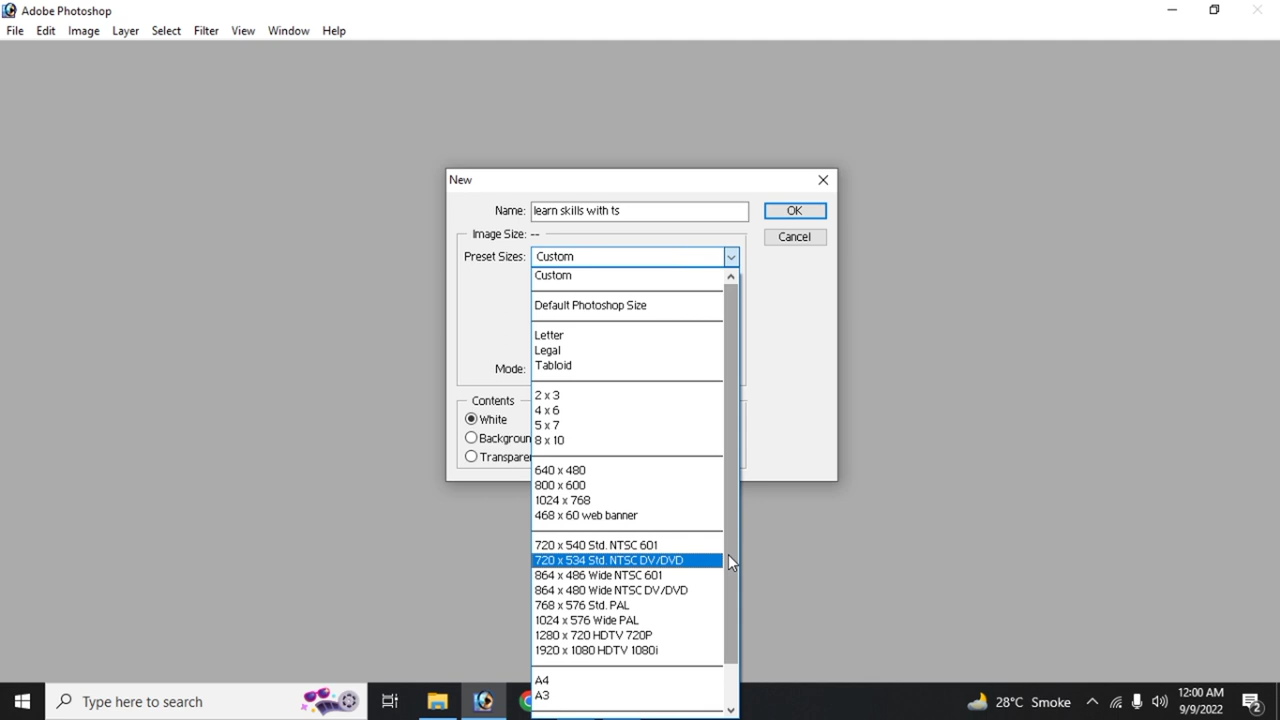 Adobe Photoshop
File Edit Image Layer Select Filter View Window Help
New
Name: learn skills with ts
OK
Image Size: --
Cancel
Preset Sizes: Custom
Custom
Default Photoshop Size
Letter
Legal
Tabloid
Mode:
2 x 3
Contents
4 x 6
White
5 x 7
Backgroun
8 x 10
Transpare
640 x 480
800 x 600
1024 x 768
468 x 60 web banner
720 x 540 Std. NTSC 601
720 x 534 Std. NTSC DV/DVD
864 x 486 Wide NTSC 601
864 x 480 Wide NTSC DV/DVD
768 x 576 Std. PAL
1024 x 576 Wide PAL
1280 x 720 HDTV 720P
1920 x 1080 HDTV 1080i
A4
A3
Type here to search
28°C Smoke
12:00 AM
9/9/2022
2